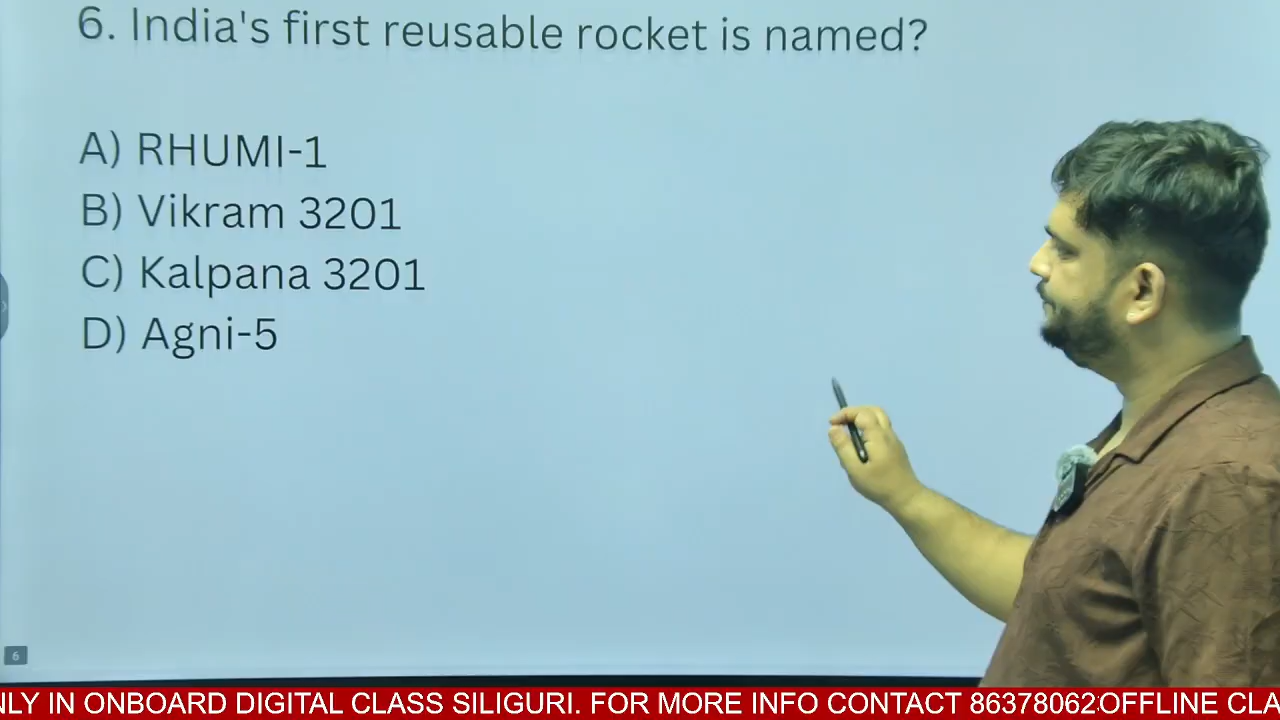 6. India's first reusable rocket is named?
A) RHUMI-1
B) Vikram 3201
C) Kalpana 3201
D) Agni-5
6
NLY IN ONBOARD DIGITAL CLASS SILIGURI. FOR MORE INFO CONTACT 86378062 OFFLINE CLA